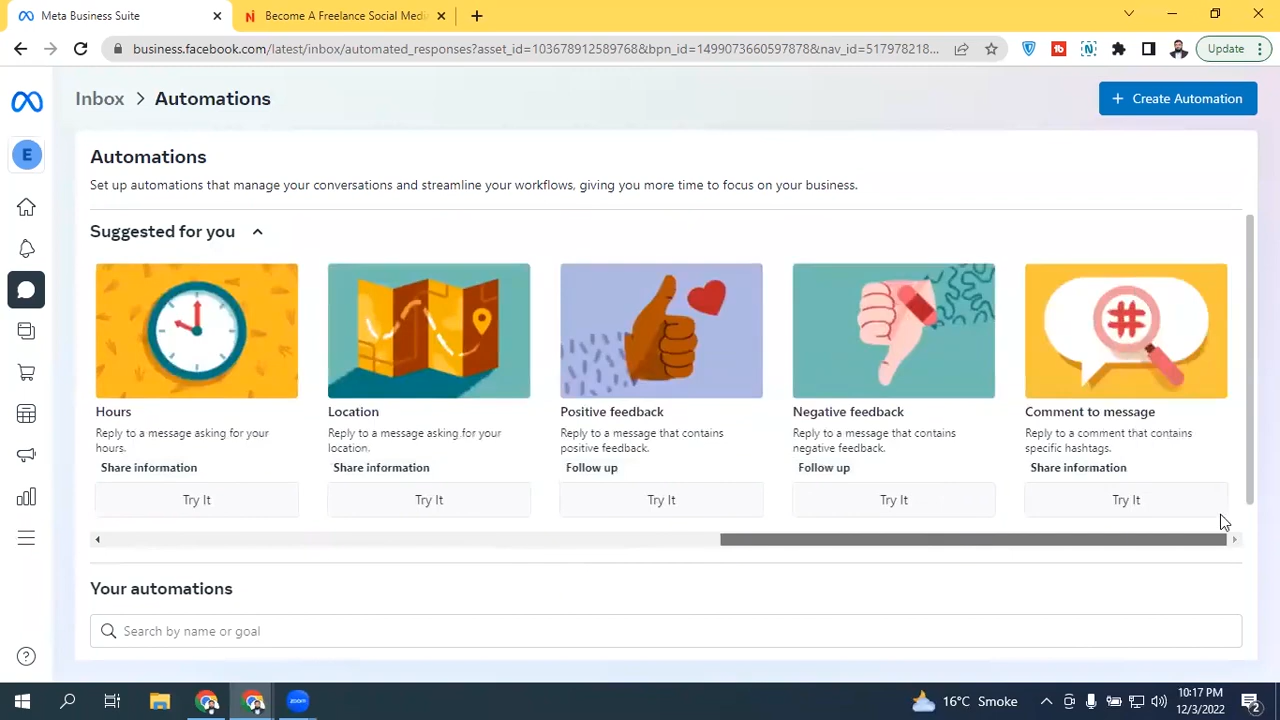 Meta Business Suite
Become A Freelance Social Medi
business.facebook.com/latest/inbox/automated_responses?asset_id=103678912589768&bpn_id=1499073660597878&nav_id=517978218...
Update
Inbox > Automations
+ Create Automation
E
Automations
Set up automations that manage your conversations and streamline your workflows, giving you more time to focus on your business.
Suggested for you
Hours
Reply to a message asking for your
hours.
Share information
Try It
Location
Reply to a message asking for your
location.
Share information
Try It
Positive feedback
Reply to a message that contains
positive feedback.
Follow up
Try It
Negative feedback
Reply to a message that contains
negative feedback.
Follow up
Try It
#
Comment to message
Reply to a comment that contains
specific hashtags.
Share information
Try It
Your automations
Search by name or goal
zoom
16°C Smoke
10:17 PM
12/3/2022
2